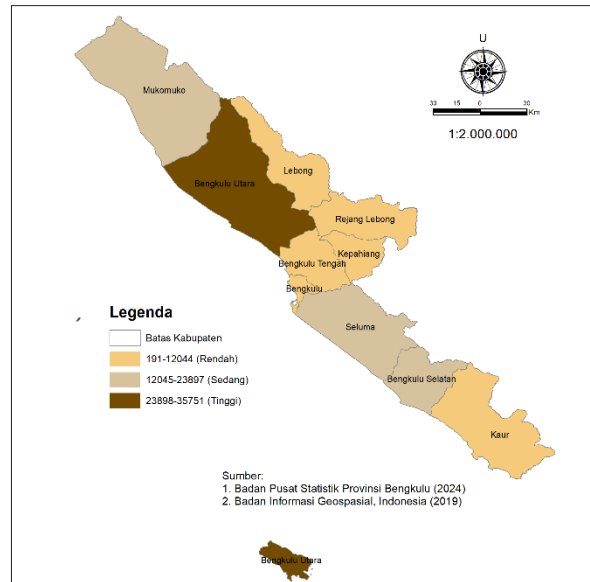 U
Mukomuko
30 15 0 30
Km
1:2.000.000
Lebong
Bengkulu Utara
Rejang Lebong
Kepahiang
Bengkulu Tengah
Bengkulu
Legenda
Batas Kabupaten
191-12044 (Rendah)
12045-23897 (Sedang)
23898-35751 (Tinggi)
Seluma
Bengkulu Selatan
Kaur
Sumber:
1. Badan Pusat Statistik Provinsi Bengkulu (2024)
2. Badan Informasi Geospasial, Indonesia (2019)
Bengkulu Utara